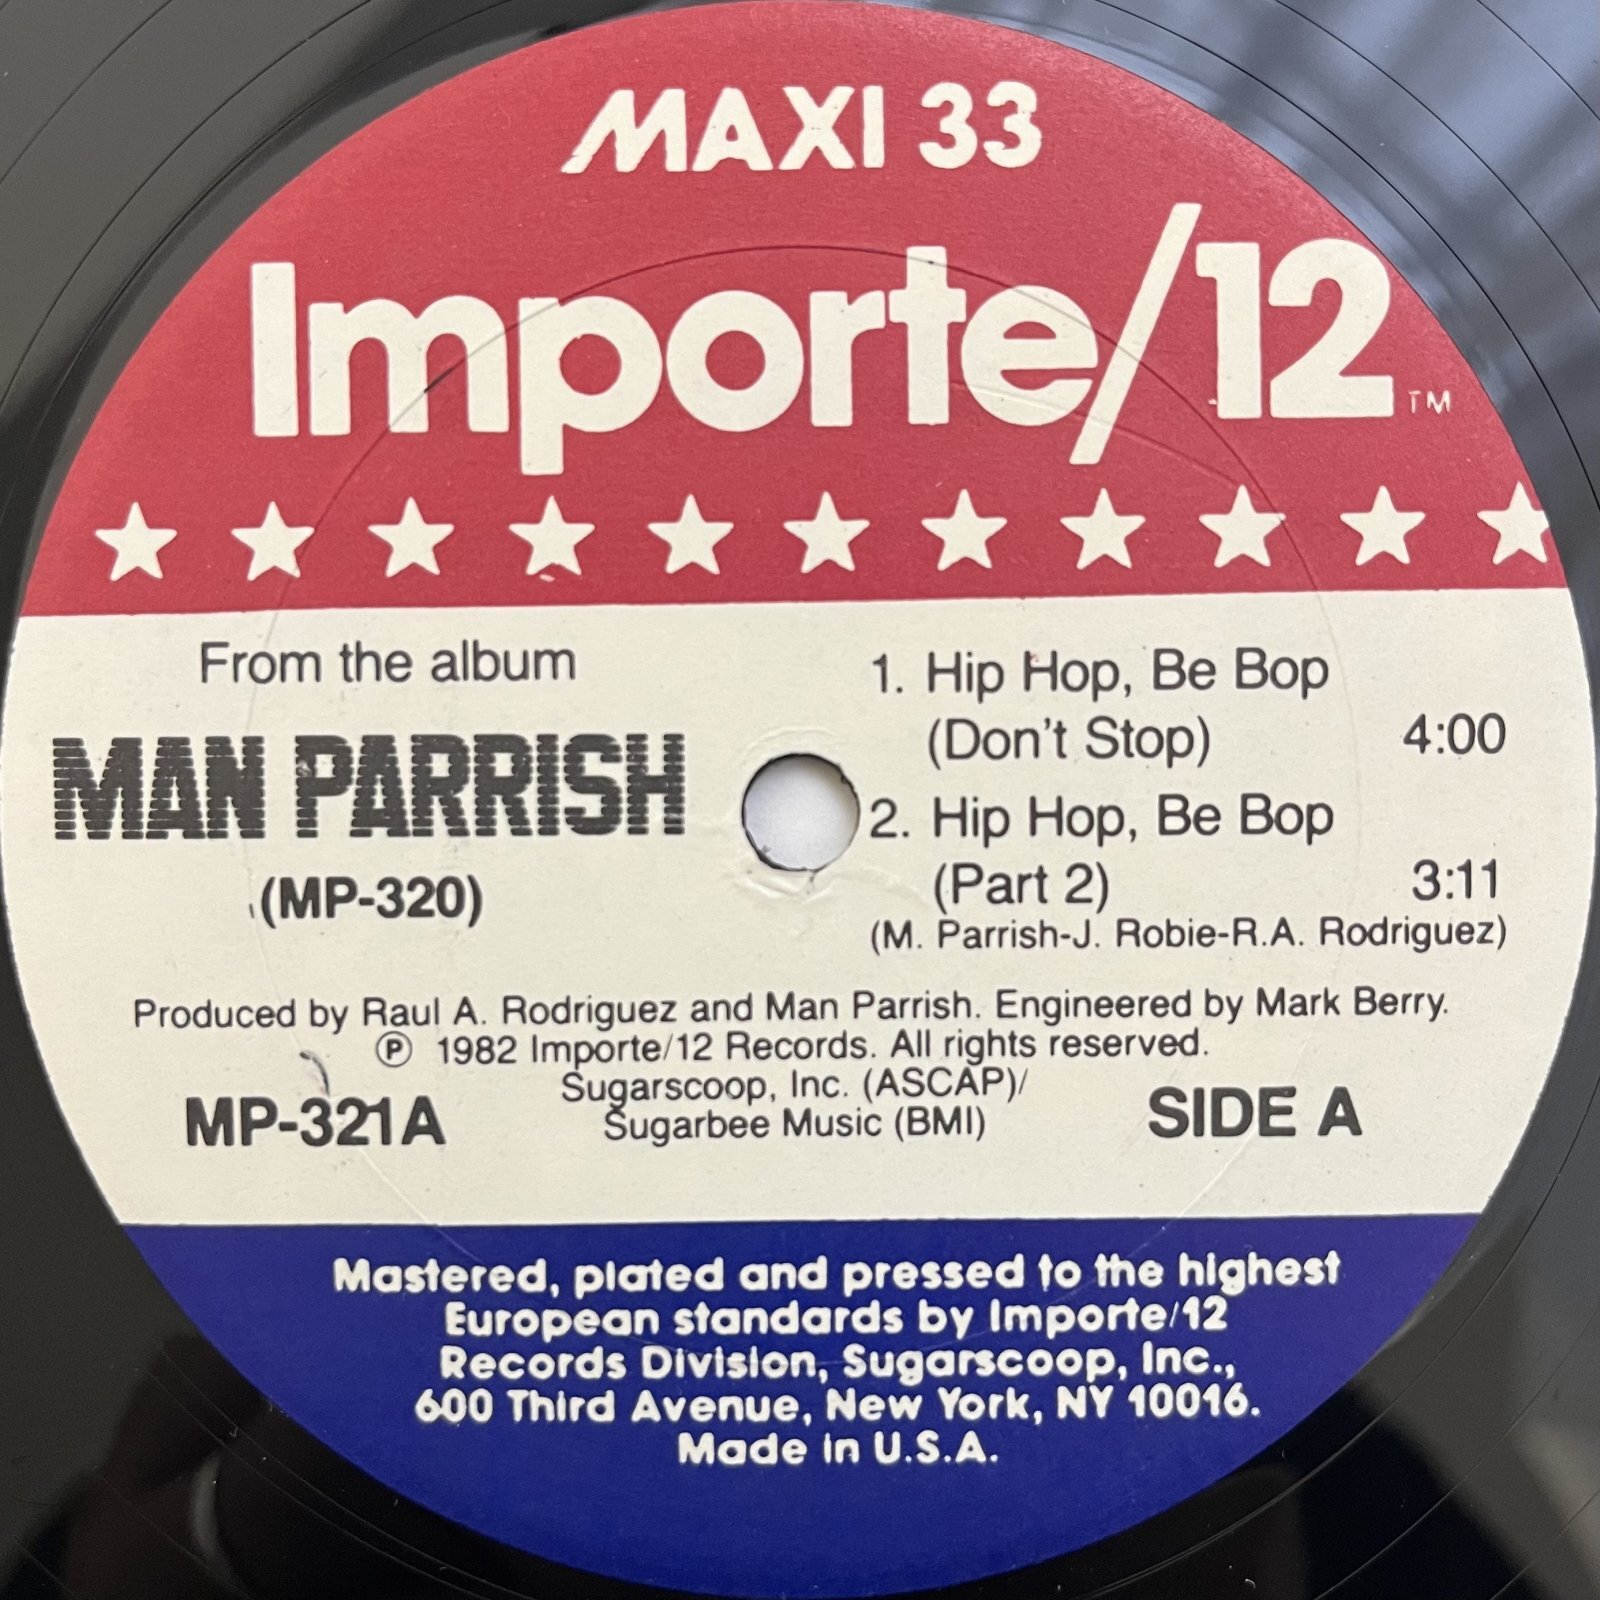 MAXI 33
Importe/12 TM
From the album
MAN PARRISH
(MP-320)
1. Hip Hop, Be Bop
(Don't Stop) 4:00
2. Hip Hop, Be Bop
(Part 2) 3:11
(M. Parrish-J. Robie-R.A. Rodriguez)
Produced by Raul A. Rodriguez and Man Parrish. Engineered by Mark Berry.
℗ 1982 Importe/12 Records. All rights reserved.
Sugarscoop, Inc. (ASCAP)/
Sugarbee Music (BMI)
MP-321A
SIDE A
Mastered, plated and pressed to the highest
European standards by Importe/12
Records Division, Sugarscoop, Inc.,
600 Third Avenue, New York, NY 10016.
Made in U.S.A.